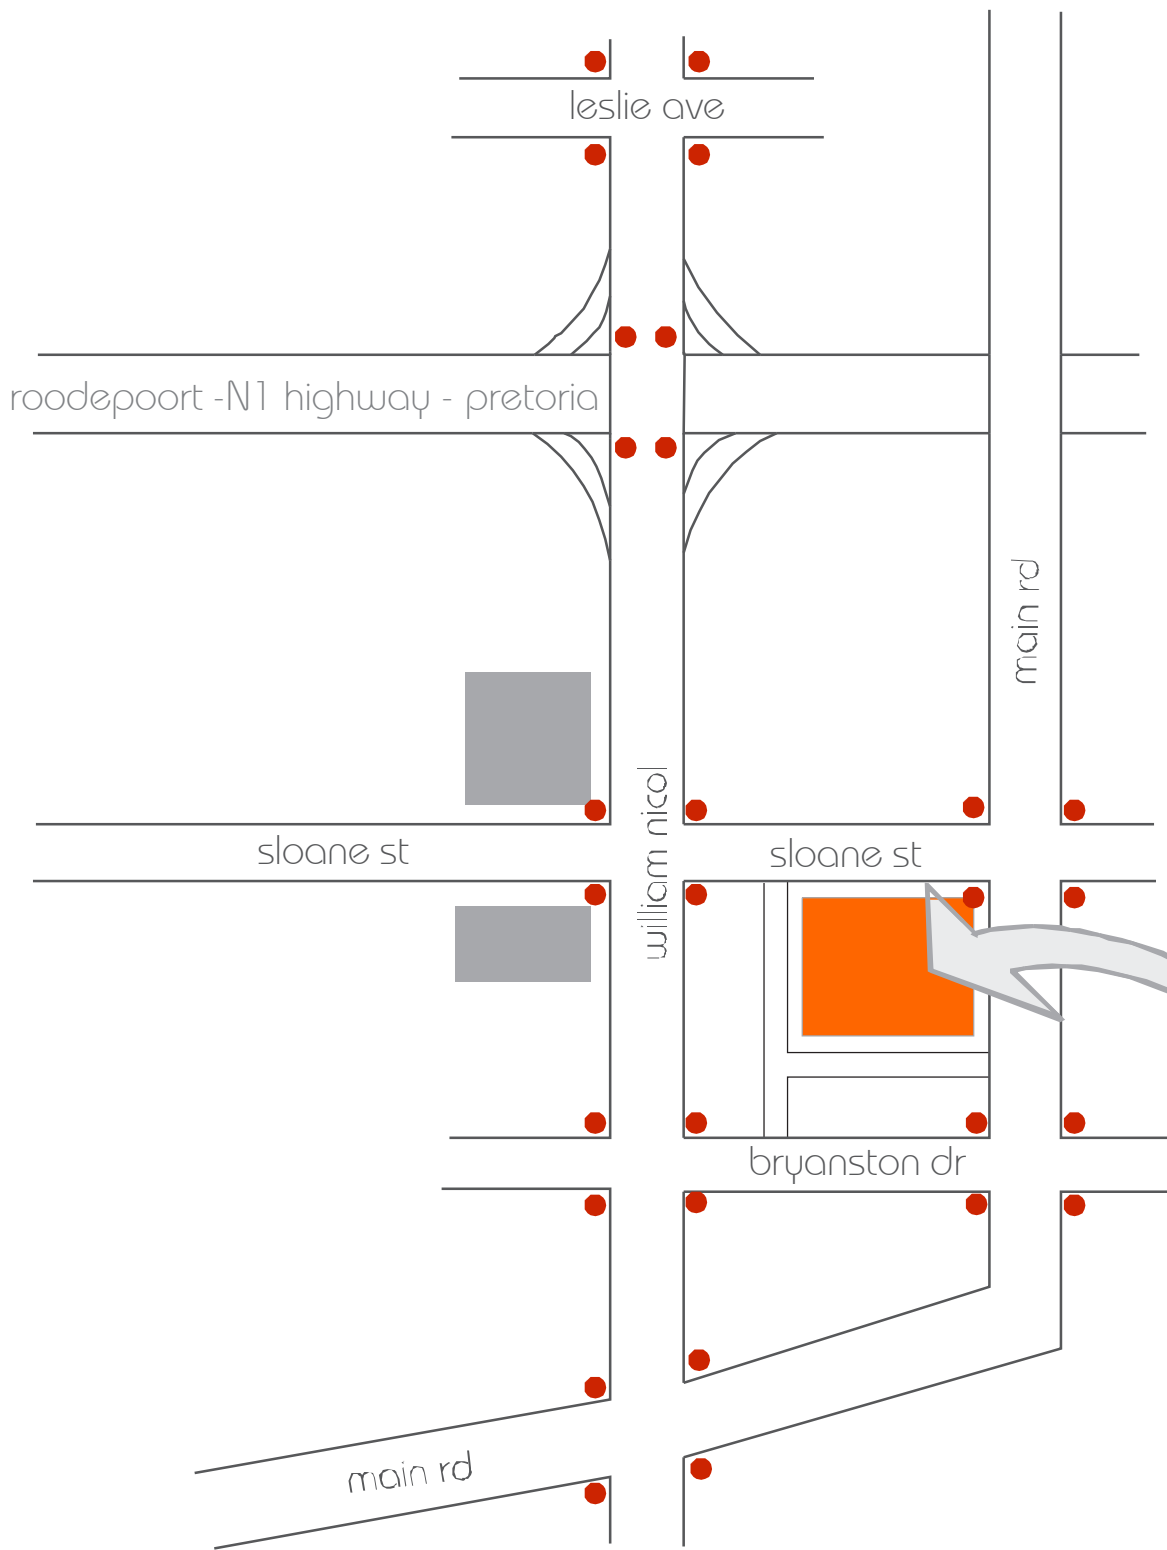 leslie ave
roodepoort -N1 highway - pretoria
main rd
william nicol
sloane st
sloane st
bryanston dr
main rd